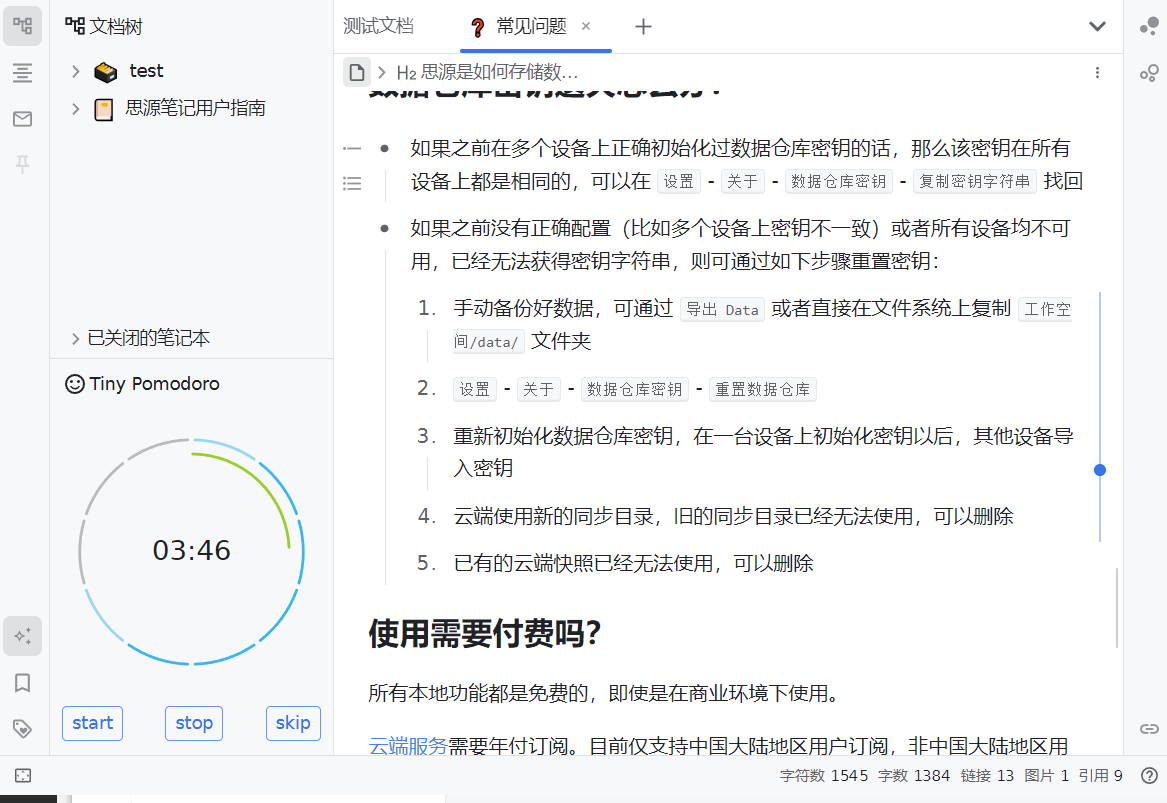 文档树
test
思源笔记用户指南
已关闭的笔记本
Tiny Pomodoro
03:46
start stop skip
测试文档 常见问题
H2 思源是如何存储数…
数据仓库密钥遗失怎么办?
如果之前在多个设备上正确初始化过数据仓库密钥的话，那么该密钥在所有
设备上都是相同的，可以在 设置 - 关于 - 数据仓库密钥 - 复制密钥字符串 找回
如果之前没有正确配置（比如多个设备上密钥不一致）或者所有设备均不可
用，已经无法获得密钥字符串，则可通过如下步骤重置密钥：
1. 手动备份好数据，可通过 导出 Data 或者直接在文件系统上复制 工作空
间/data/ 文件夹
2. 设置 - 关于 - 数据仓库密钥 - 重置数据仓库
3. 重新初始化数据仓库密钥，在一台设备上初始化密钥以后，其他设备导
入密钥
4. 云端使用新的同步目录，旧的同步目录已经无法使用，可以删除
5. 已有的云端快照已经无法使用，可以删除
使用需要付费吗?
所有本地功能都是免费的，即使是在商业环境下使用。
云端服务需要年付订阅。目前仅支持中国大陆地区用户订阅，非中国大陆地区用
字符数 1545 字数 1384 链接 13 图片 1 引用 9